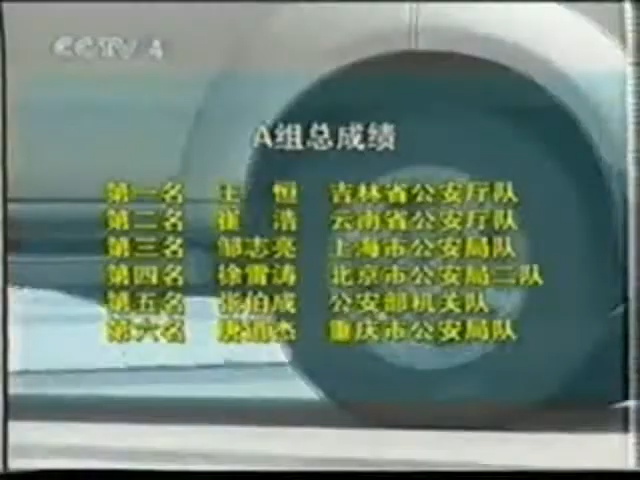 CCTV 4
A组总成绩
第一名 王 恒 吉林省公安厅队
第二名 崔 浩 云南省公安厅队
第三名 邹志亮 上海市公安局队
第四名 徐雷涛 北京市公安局二队
第五名 张伯成 公安部机关队
第六名 杰 重庆市公安局队